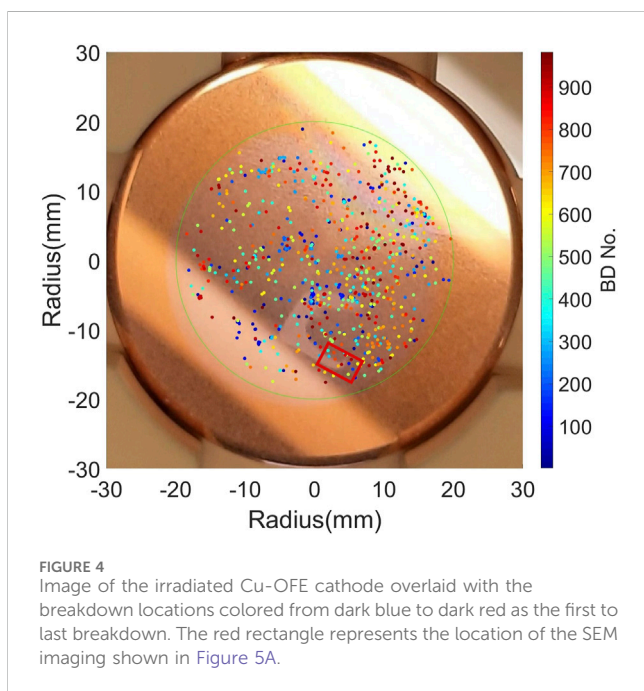 30
20
10
0
-10
-20
-30
Radius(mm)
-30 -20 -10 0 10 20 30
Radius(mm)
900
800
700
600
500
400
300
200
100
BD No.
FIGURE 4
Image of the irradiated Cu-OFE cathode overlaid with the
breakdown locations colored from dark blue to dark red as the first to
last breakdown. The red rectangle represents the location of the SEM
imaging shown in Figure 5A.